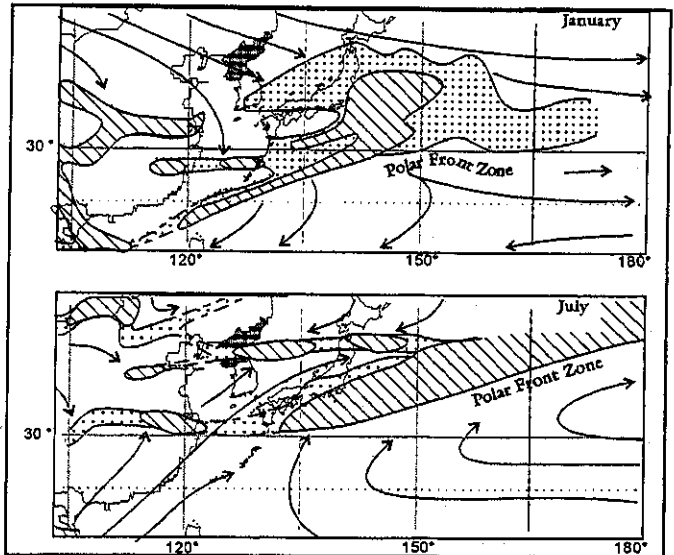 January
30°
Polar Front Zone
120° 150° 180°
July
Polar Front Zone
30°
120° 150° 180°